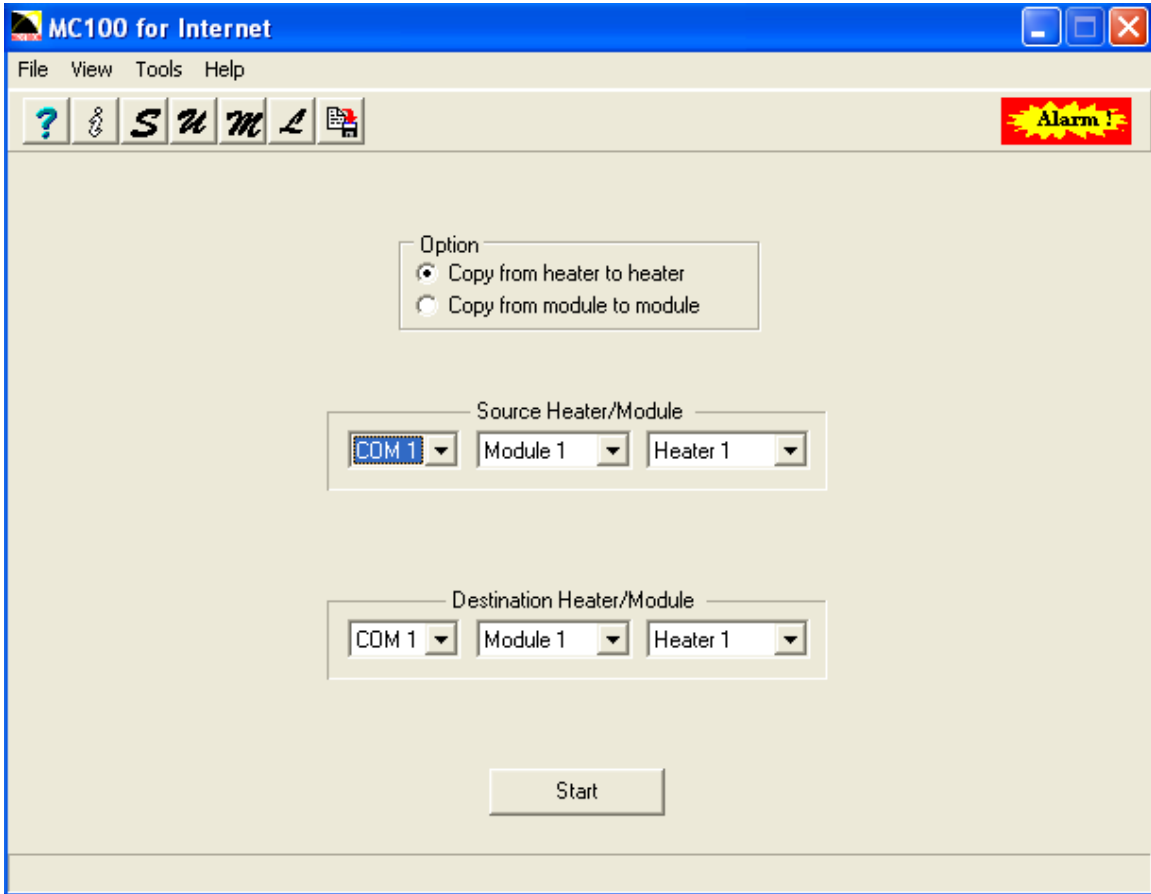 MC100 for Internet
File View Tools Help
? i S U M L
Alarm !
Option
Copy from heater to heater
Copy from module to module
Source Heater/Module
COM 1 Module 1 Heater 1
Destination Heater/Module
COM 1 Module 1 Heater 1
Start